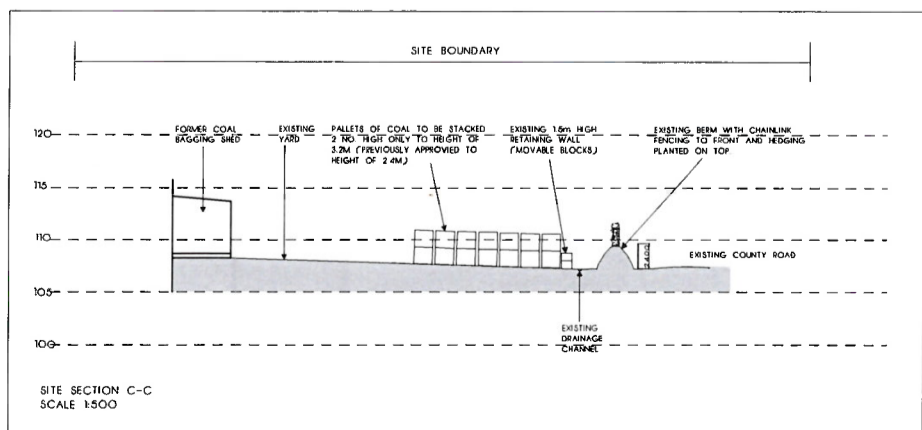 SITE BOUNDARY
120
FORMER COAL
BAGGING SHED
EXISTING
YARD
PALLETS OF COAL TO BE STACKED
2 NO. HIGH ONLY TO HEIGHT OF
3.2M (PREVIOUSLY APPROVIED TO
HEIGHT OF 2.4M)
EXISTING 1.6m HIGH
RETAINING WALL
(MOVABLE BLOCKS)
EXISTING BERM WITH CHAINLINK
FENCING TO FRONT AND HEDGING
PLANTED ON TOP.
115
110
2400
EXISTING COUNTY ROAD
105
EXISTING
DRAINAGE
CHANNEL
100
SITE SECTION C-C
SCALE 1:500